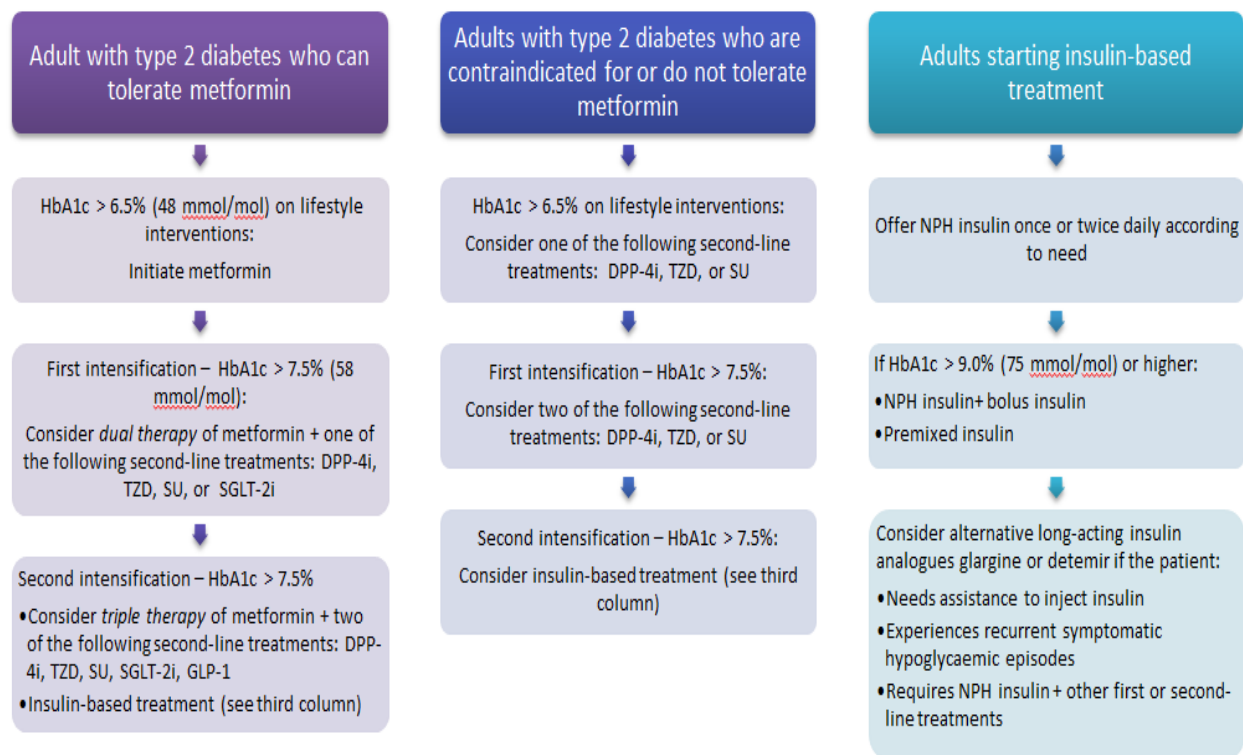 Adult with type 2 diabetes who can
tolerate metformin
HbA1c > 6.5% (48 mmol/mol) on lifestyle
interventions:
Initiate metformin
First intensification – HbA1c > 7.5% (58
mmol/mol):
Consider dual therapy of metformin + one of
the following second-line treatments: DPP-4i,
TZD, SU, or SGLT-2i
Second intensification – HbA1c > 7.5%
•Consider triple therapy of metformin + two
of the following second-line treatments: DPP-
4i, TZD, SU, SGLT-2i, GLP-1
•Insulin-based treatment (see third column)
Adults with type 2 diabetes who are
contraindicated for or do not tolerate
metformin
HbA1c > 6.5% on lifestyle interventions:
Consider one of the following second-line
treatments: DPP-4i, TZD, or SU
First intensification – HbA1c > 7.5%:
Consider two of the following second-line
treatments: DPP-4i, TZD, or SU
Second intensification – HbA1c > 7.5%:
Consider insulin-based treatment (see third
column)
Adults starting insulin-based
treatment
Offer NPH insulin once or twice daily according
to need
If HbA1c > 9.0% (75 mmol/mol) or higher:
•NPH insulin+ bolus insulin
•Premixed insulin
Consider alternative long-acting insulin
analogues glargine or detemir if the patient:
•Needs assistance to inject insulin
•Experiences recurrent symptomatic
hypoglycaemic episodes
•Requires NPH insulin + other first or second-
line treatments